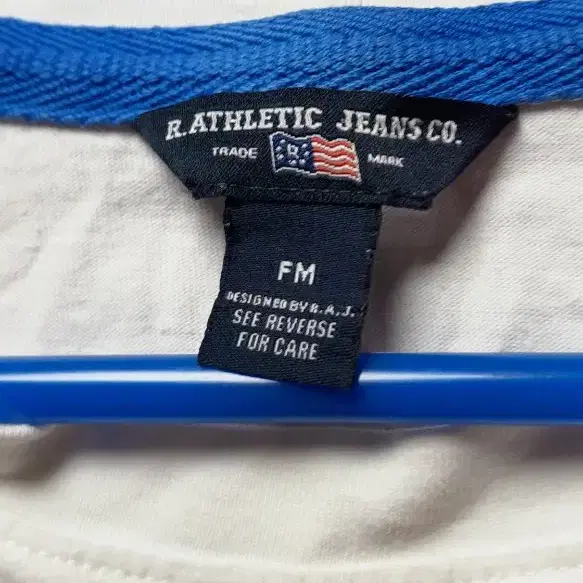 R.ATHLETIC JEANS CO.
TRADE R MARK
FM
DESIGNED BY R.A.J.
SEE REVERSE
FOR CARE